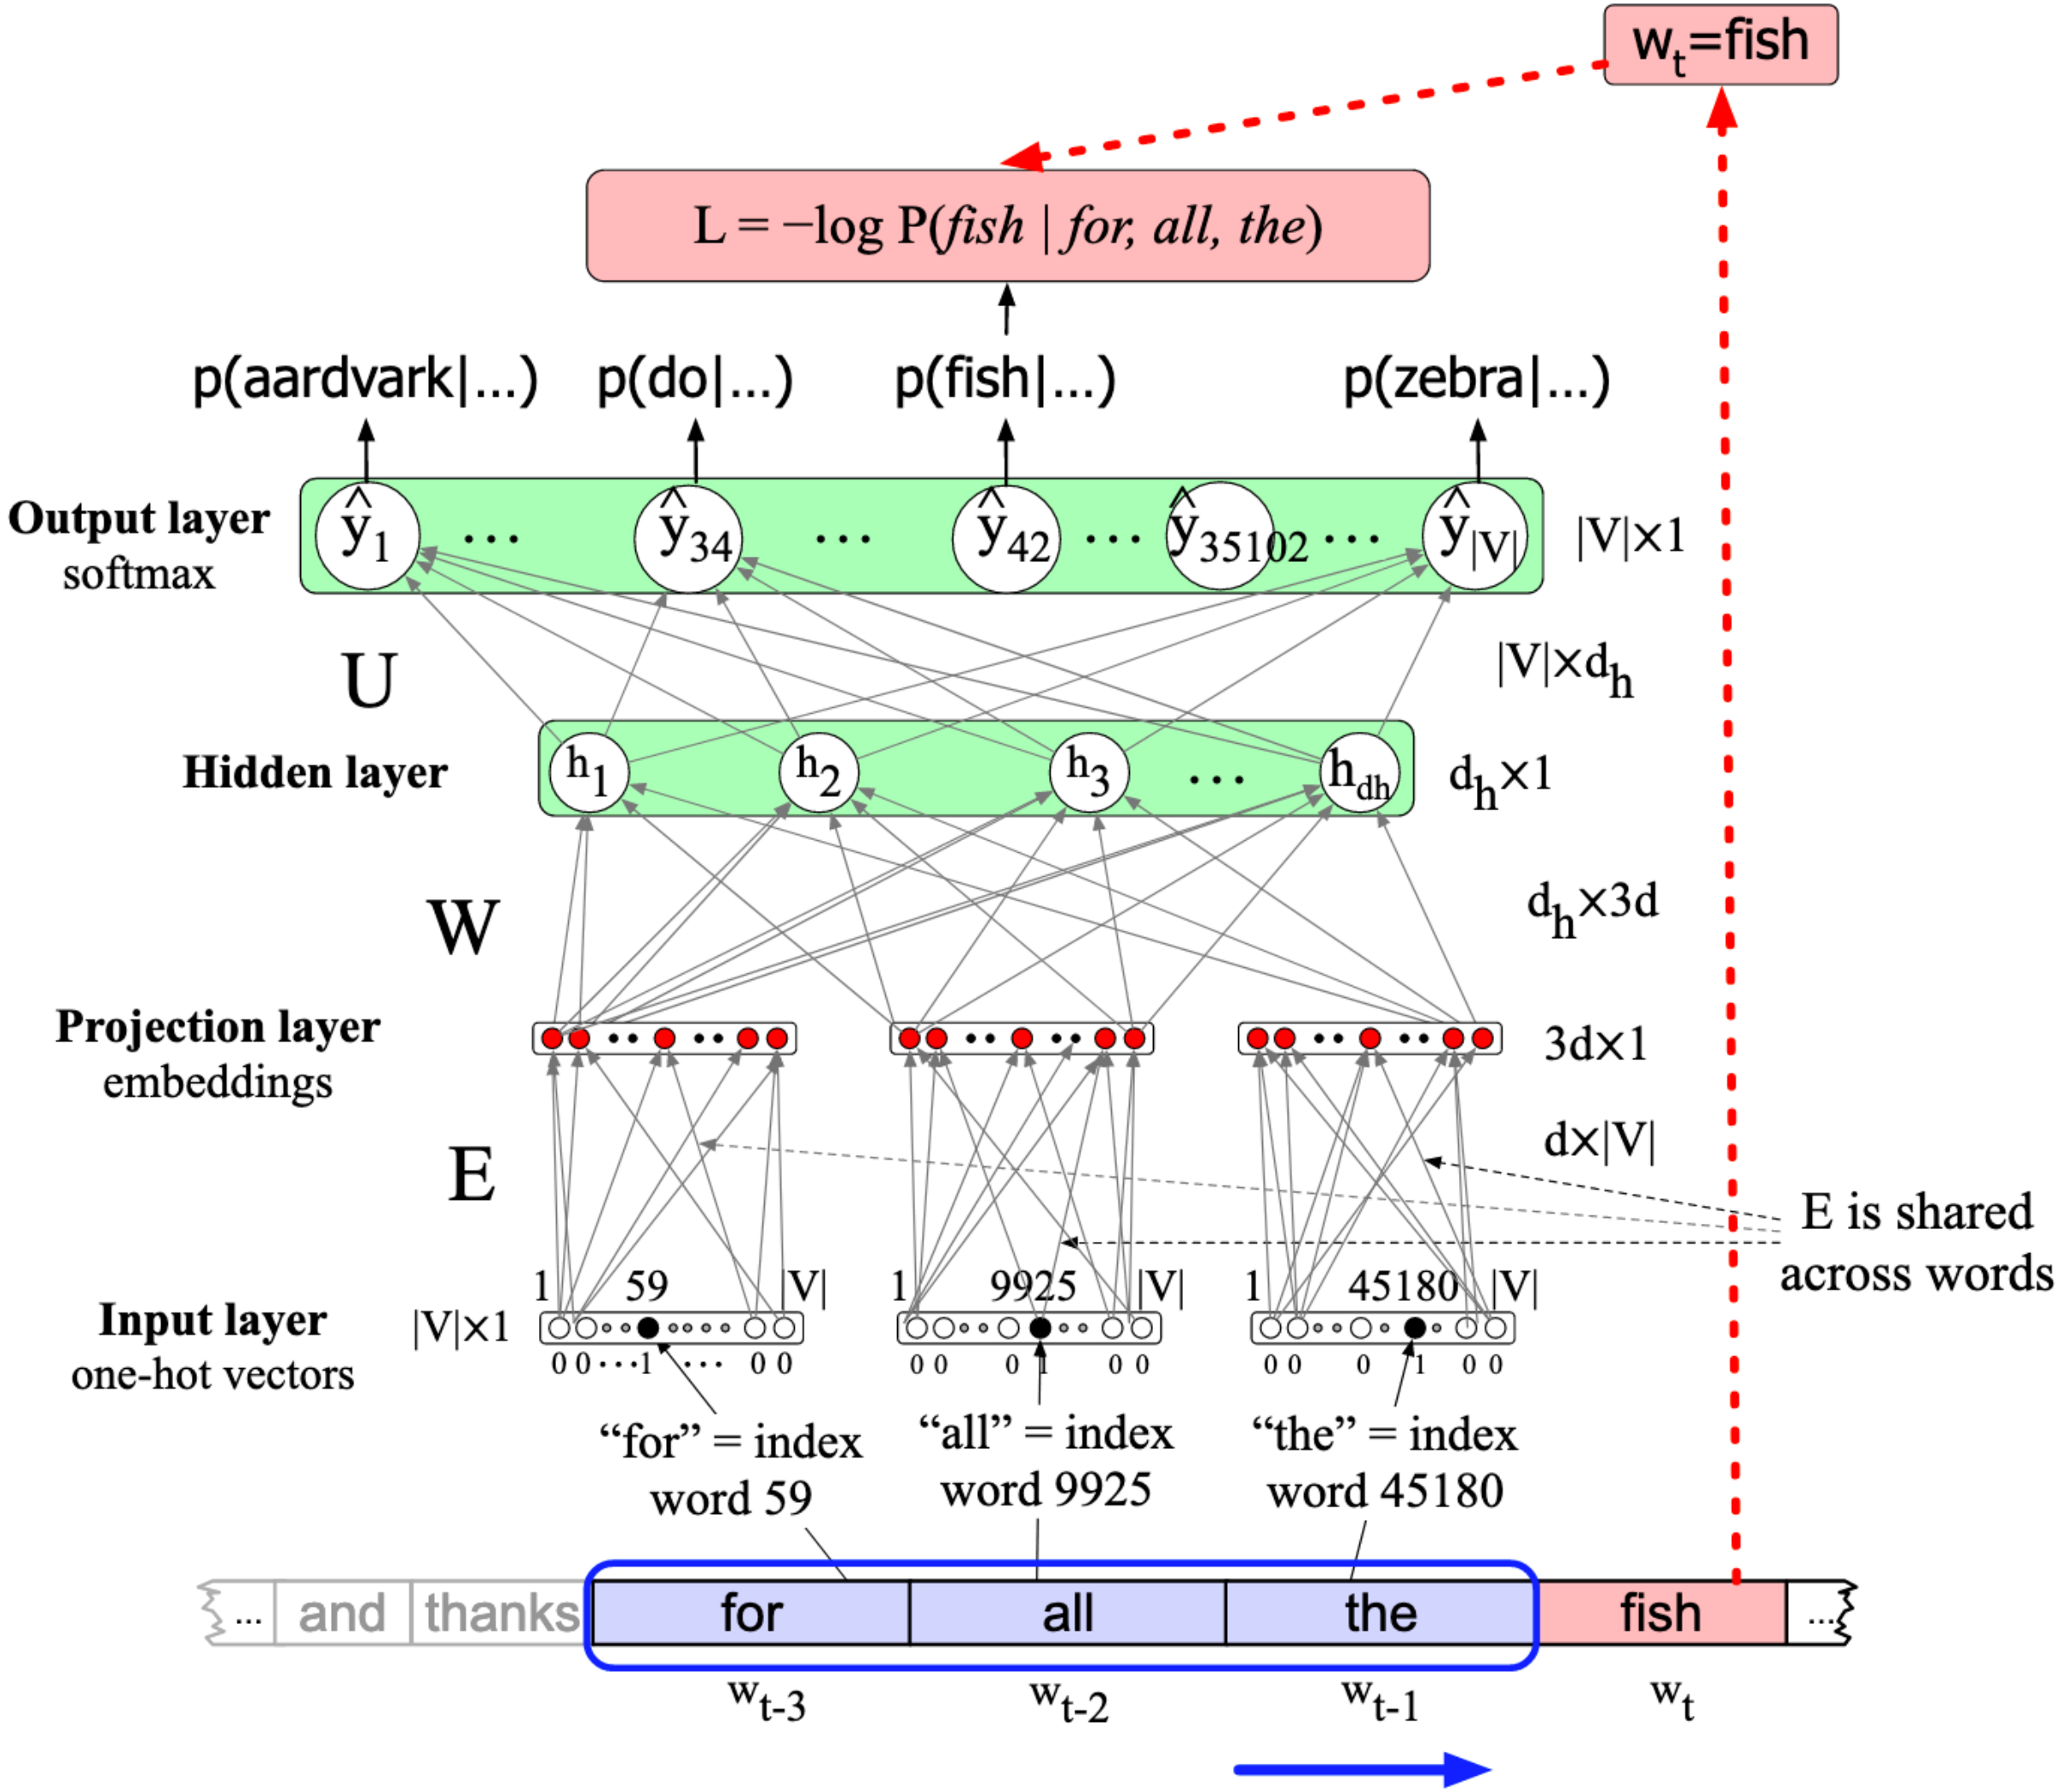 wt=fish
L = −log P(fish | for, all, the)
p(aardvark|...) p(do|...) p(fish|...) p(zebra|...)
Output layer
softmax
ŷ1 ... ŷ34 ... ŷ42 ... ŷ35102 ... ŷ|V|
|V|×1
U
|V|×dh
Hidden layer
h1 h2 h3 ... hdh
dh×1
W
dh×3d
Projection layer
embeddings
3d×1
E
d×|V|
E is shared
across words
1 59 |V| 1 9925 |V| 1 45180 |V|
Input layer
one-hot vectors
|V|×1
0 0 ... 1 ... 0 0 0 0 0 1 0 0 0 0 0 1 0 0
“for” = index
word 59
“all” = index
word 9925
“the” = index
word 45180
... and thanks for all the fish ...
wt-3 wt-2 wt-1 wt